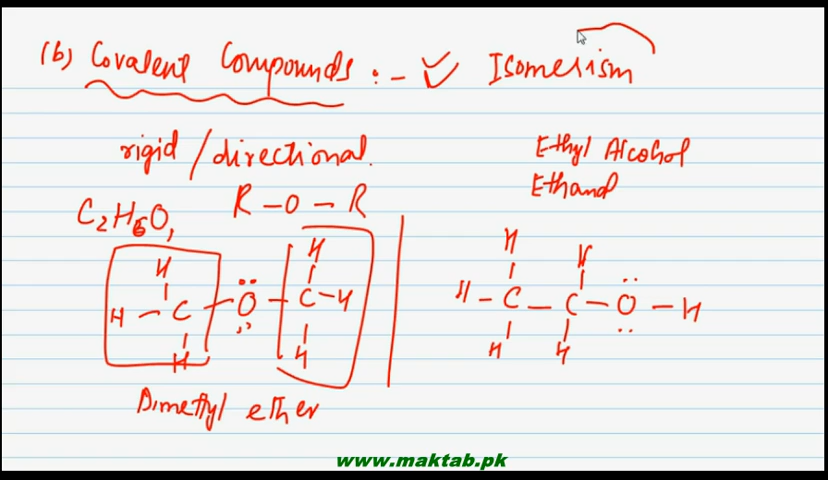 (b) Covalent Compounds :- ✓ Isomerism
rigid / directional.
Ethyl Alcohol
Ethanol
C2H6O, R - O - R
H
H - C - O - C - H
H
H
H
Dimethyl ether
H H
H - C - C - O - H
H H
www.maktab.pk